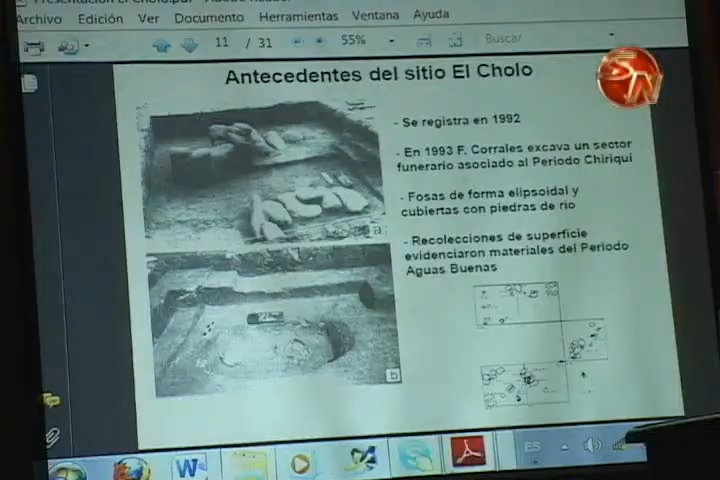 Archivo Edición Ver Documento Herramientas Ventana Ayuda
11 / 31 55% Buscar
Antecedentes del sitio El Cholo
SN
- Se registra en 1992
- En 1993 F. Corrales excava un sector
funerario asociado al Periodo Chiriquí
- Fosas de forma elipsoidal y
cubiertas con piedras de río
- Recolecciones de superficie
evidenciaron materiales del Periodo
Aguas Buenas
a
b
W
ES